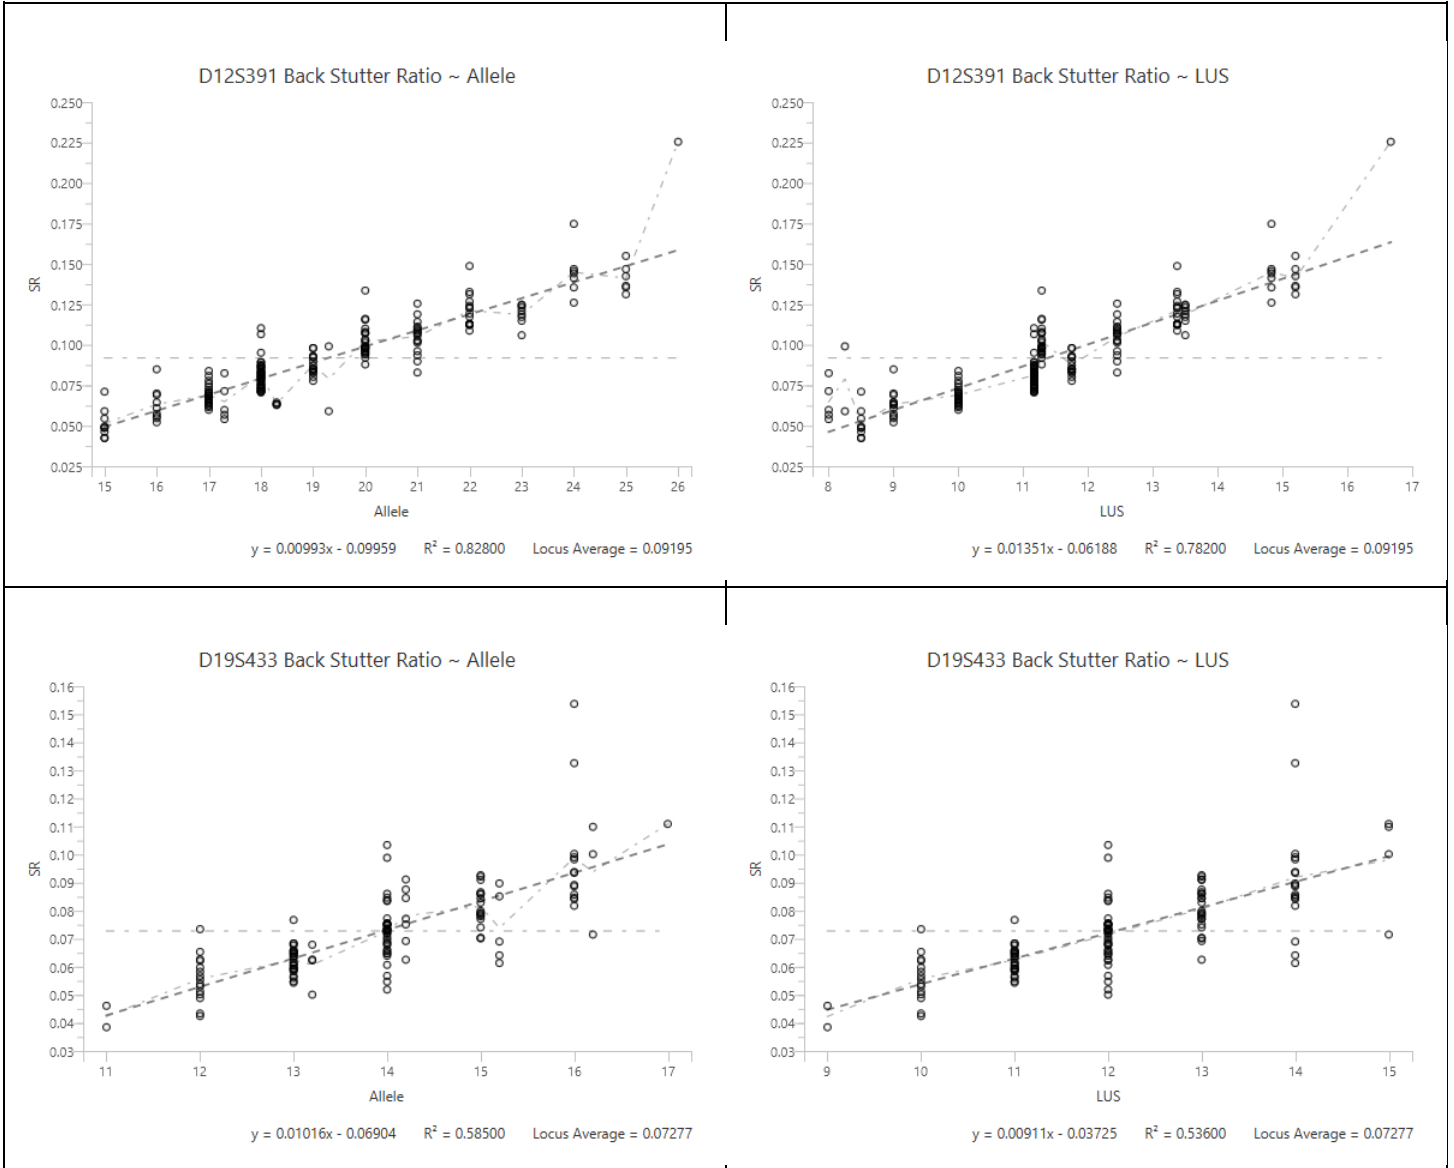 D12S391 Back Stutter Ratio ~ Allele
0.250
0.225
0.200
0.175
0.150
0.125
0.100
0.075
0.050
0.025
SR
15 16 17 18 19 20 21 22 23 24 25 26
Allele
y = 0.00993x - 0.09959 R² = 0.82800 Locus Average = 0.09195
D12S391 Back Stutter Ratio ~ LUS
0.250
0.225
0.200
0.175
0.150
0.125
0.100
0.075
0.050
0.025
SR
8 9 10 11 12 13 14 15 16 17
LUS
y = 0.01351x - 0.06188 R² = 0.78200 Locus Average = 0.09195
D19S433 Back Stutter Ratio ~ Allele
0.16
0.15
0.14
0.13
0.12
0.11
0.10
0.09
0.08
0.07
0.06
0.05
0.04
0.03
SR
11 12 13 14 15 16 17
Allele
y = 0.01016x - 0.06904 R² = 0.58500 Locus Average = 0.07277
D19S433 Back Stutter Ratio ~ LUS
0.16
0.15
0.14
0.13
0.12
0.11
0.10
0.09
0.08
0.07
0.06
0.05
0.04
0.03
SR
9 10 11 12 13 14 15
LUS
y = 0.00911x - 0.03725 R² = 0.53600 Locus Average = 0.07277